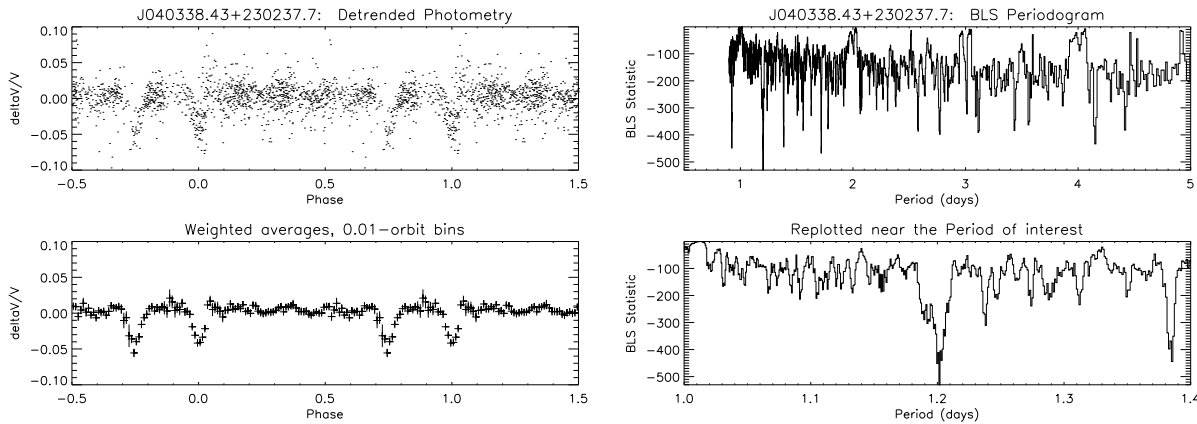 J040338.43+230237.7: Detrended Photometry
0.10
0.05
0.00
−0.05
−0.10
deltaV/V
−0.5 0.0 0.5 1.0 1.5
Phase
J040338.43+230237.7: BLS Periodogram
−100
−200
−300
−400
−500
BLS Statistic
1 2 3 4 5
Period (days)
Weighted averages, 0.01−orbit bins
0.10
0.05
0.00
−0.05
−0.10
deltaV/V
−0.5 0.0 0.5 1.0 1.5
Phase
Replotted near the Period of interest
−100
−200
−300
−400
−500
BLS Statistic
1.0 1.1 1.2 1.3 1.4
Period (days)